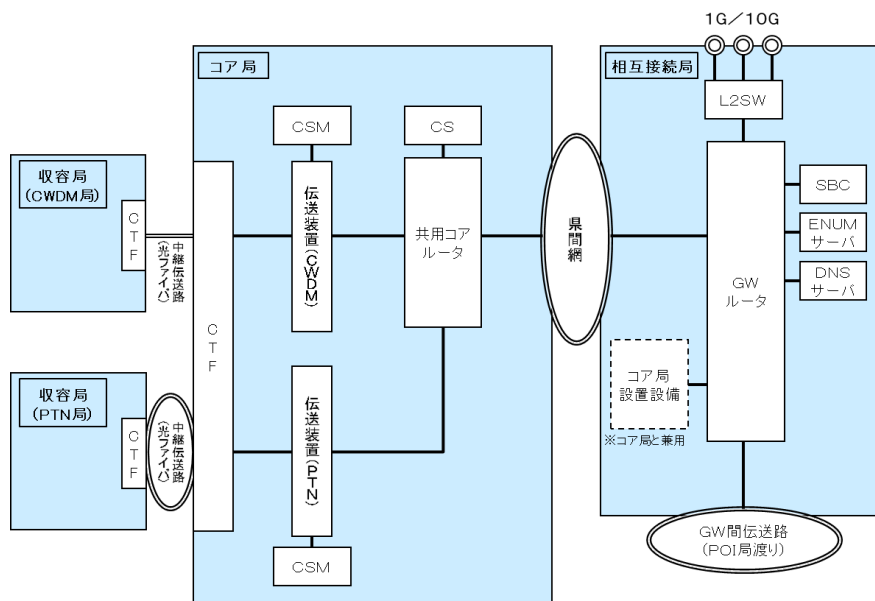 1G/10G
コア局
相互接続局
L2SW
CSM
CS
収容局
(CWDM局)
CTF
中継伝送路
(光ファイバ)
CTF
伝送装置(CWDM)
共用コア
ルータ
県間網
GW
ルータ
SBC
ENUM
サーバ
DNS
サーバ
コア局
設置設備
※コア局と兼用
収容局
(PTN局)
CTF
中継伝送路
(光ファイバ)
伝送装置(PTN)
CSM
GW間伝送路
(POI局渡り)